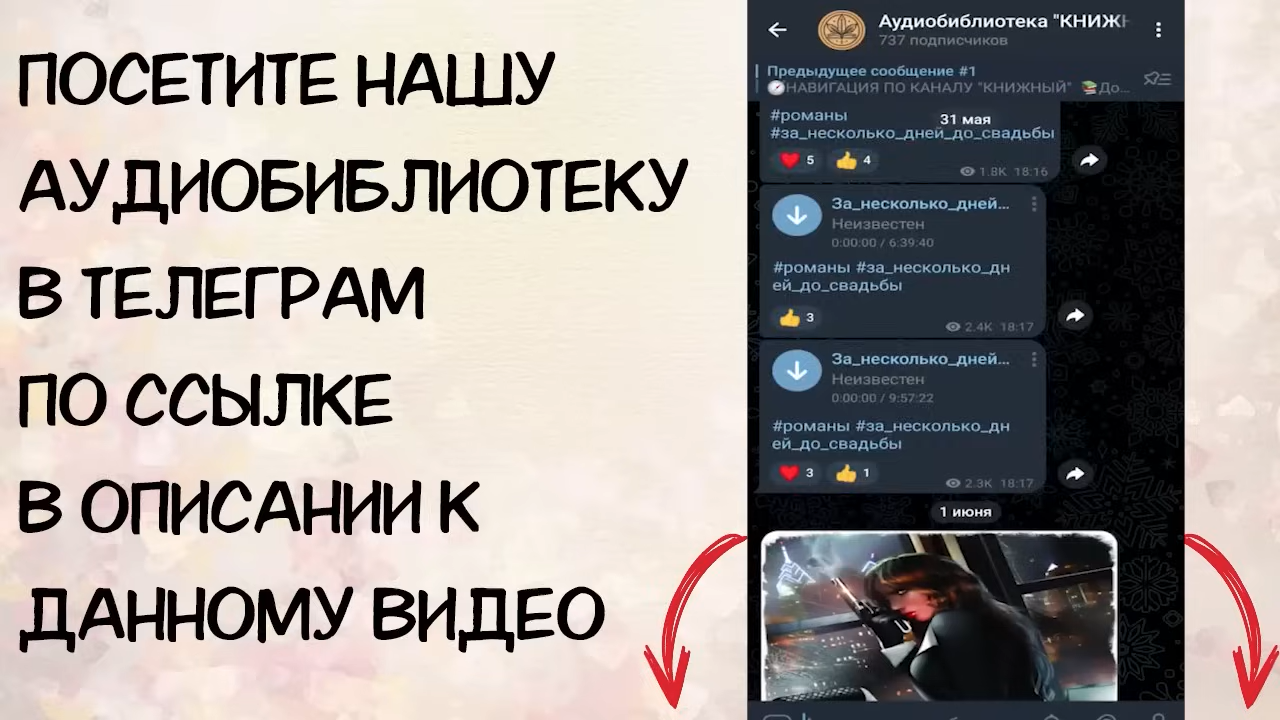 ПОСЕТИТЕ НАШУ
АУДИОБИБЛИОТЕКУ
В ТЕЛЕГРАМ
ПО ССЫЛКЕ
В ОПИСАНИИ К
ДАННОМУ ВИДЕО
Аудиобиблиотека "КНИЖ
737 подписчиков
Предыдущее сообщение #1
НАВИГАЦИЯ ПО КАНАЛУ "КНИЖНЫЙ" 📚До...
#романы
31 мая
#за_несколько_дней_до_свадьбы
❤️ 5 👍 4
1.8K 18:16
За_несколько_дней...
Неизвестен
0:00:00 / 6:39:40
#романы #за_несколько_дн
ей_до_свадьбы
👍 3
2.4K 18:17
За_несколько_дней...
Неизвестен
0:00:00 / 9:57:22
#романы #за_несколько_дн
ей_до_свадьбы
❤️ 3 👍 1
2.3K 18:17
1 июня